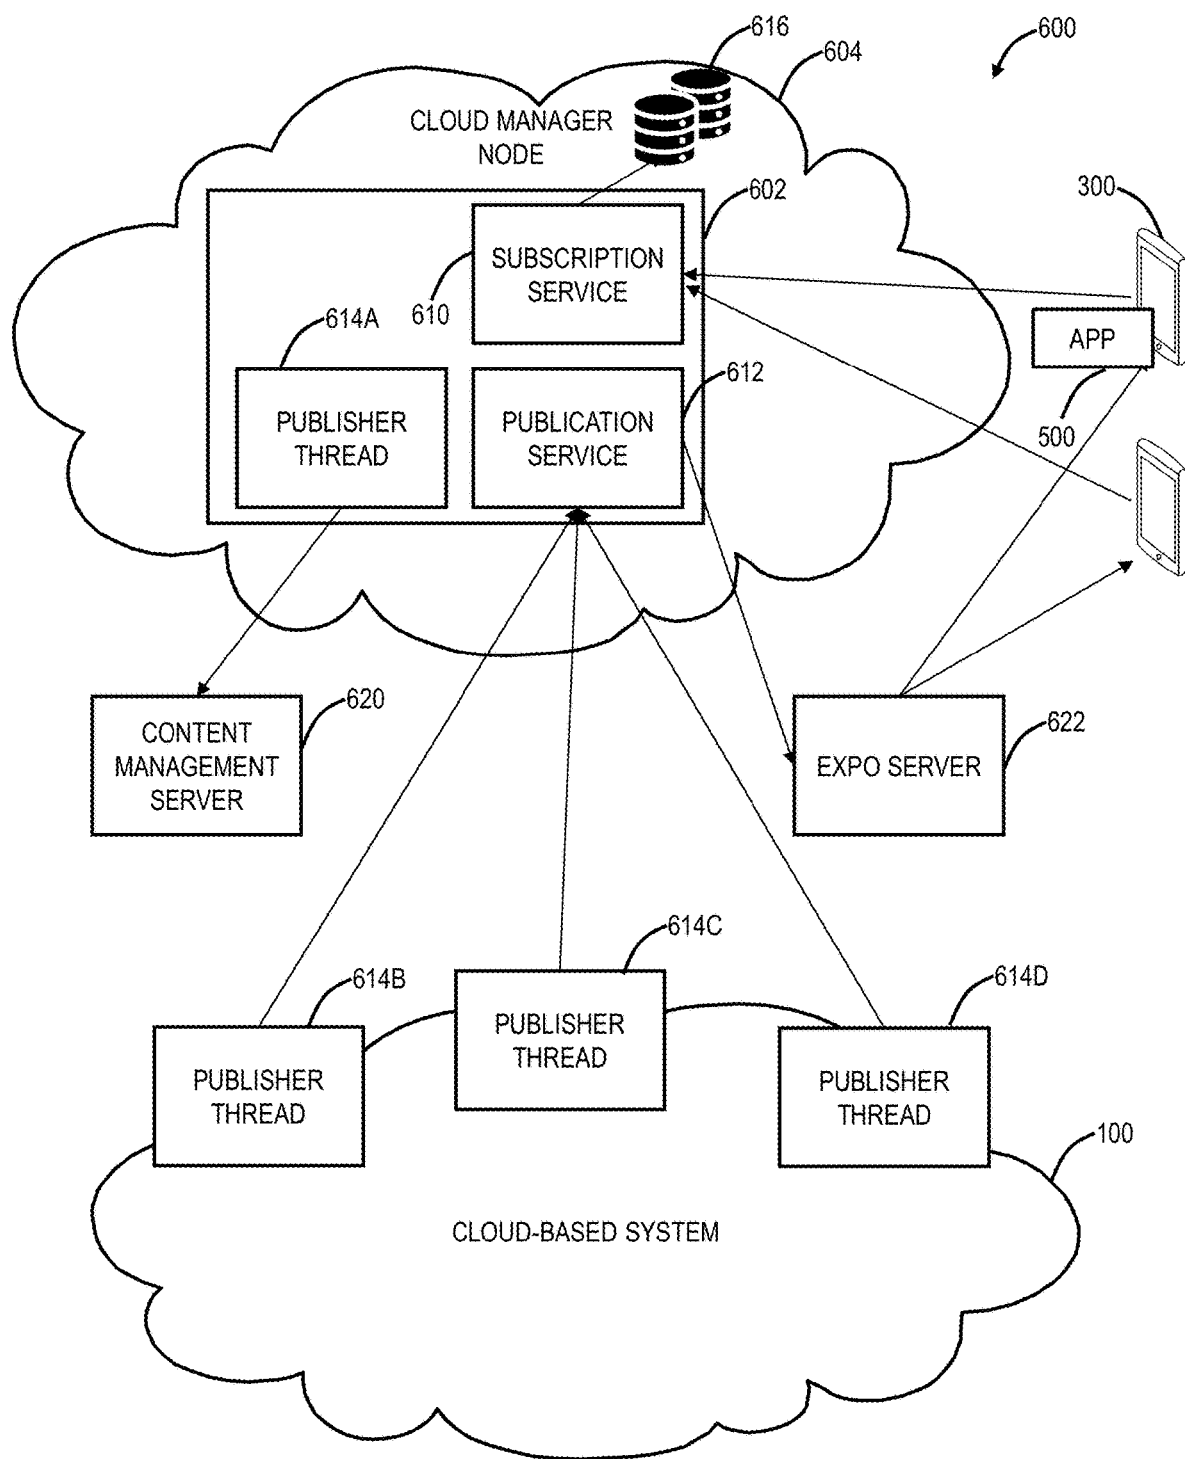 616
600
604
CLOUD MANAGER
NODE
602
300
SUBSCRIPTION
SERVICE
610
614A
APP
612
PUBLISHER
THREAD
PUBLICATION
SERVICE
500
620
622
CONTENT
MANAGEMENT
SERVER
EXPO SERVER
614C
614B
614D
PUBLISHER
THREAD
PUBLISHER
THREAD
PUBLISHER
THREAD
100
CLOUD-BASED SYSTEM